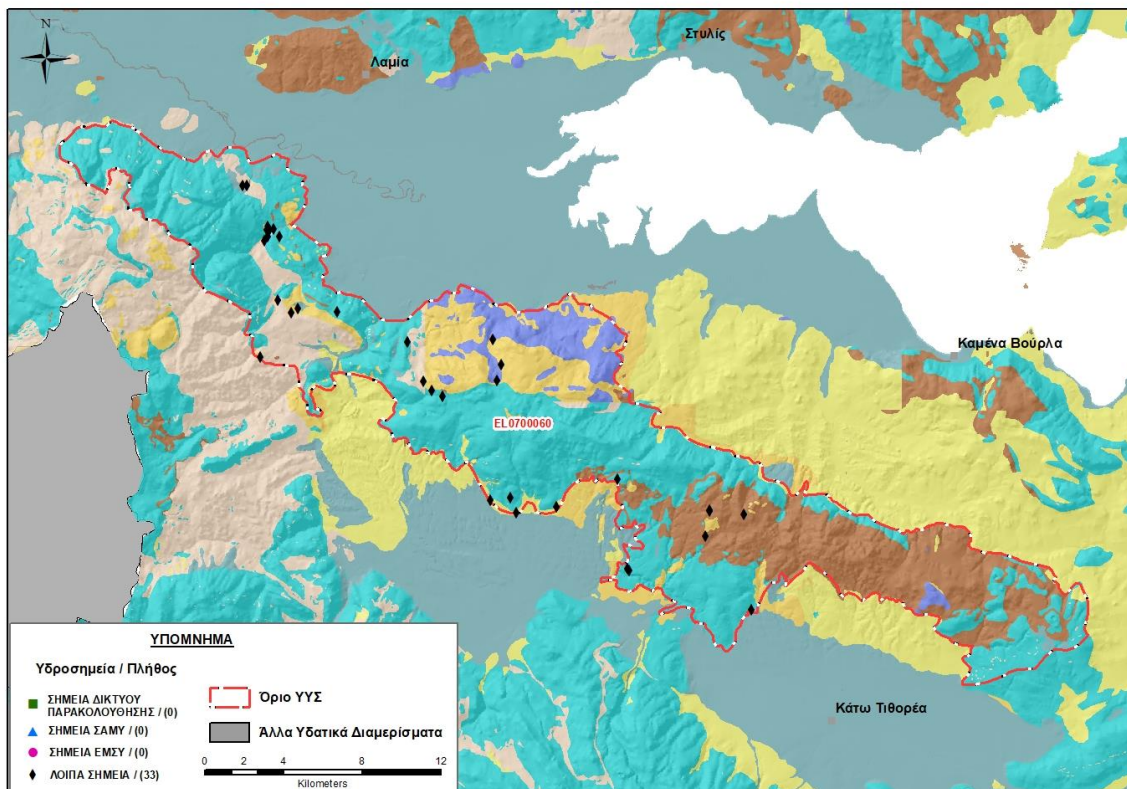 N
Στυλίς
Λαμία
Καμένα Βούρλα
EL0700060
Κάτω Τιθορέα
ΥΠΟΜΝΗΜΑ
Υδροσημεία / Πλήθος
ΣΗΜΕΙΑ ΔΙΚΤΥΟΥ
ΠΑΡΑΚΟΛΟΥΘΗΣΗΣ / (0)
ΣΗΜΕΙΑ ΣΑΜΥ / (0)
ΣΗΜΕΙΑ ΕΜΣΥ / (0)
ΛΟΙΠΑ ΣΗΜΕΙΑ / (33)
Όριο ΥΥΣ
Άλλα Υδατικά Διαμερίσματα
0 2 4 8 12
Kilometers